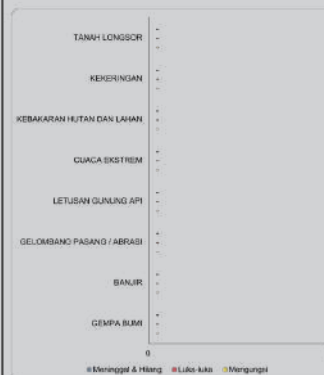 TANAH LONGSOR
-
-
-
KEKERINGAN
-
-
-
KEBAKARAN HUTAN DAN LAHAN
-
-
-
CUACA EKSTREM
-
-
-
LETUSAN GUNUNG API
-
-
-
GELOMBANG PASANG / ABRASI
-
-
-
BANJIR
-
-
-
GEMPA BUMI
-
-
-
0
Meninggal & Hilang Luka-luka Mengungsi